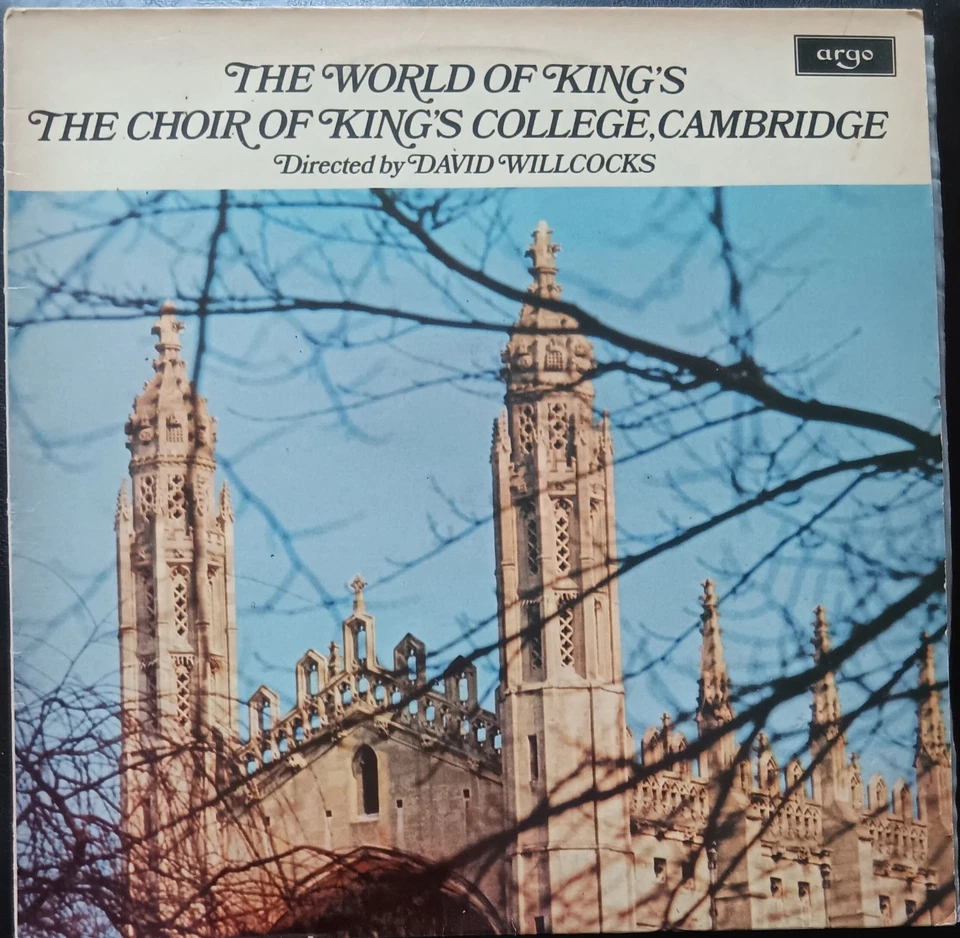 argo
THE WORLD OF KING'S
THE CHOIR OF KING'S COLLEGE, CAMBRIDGE
Directed by DAVID WILLCOCKS